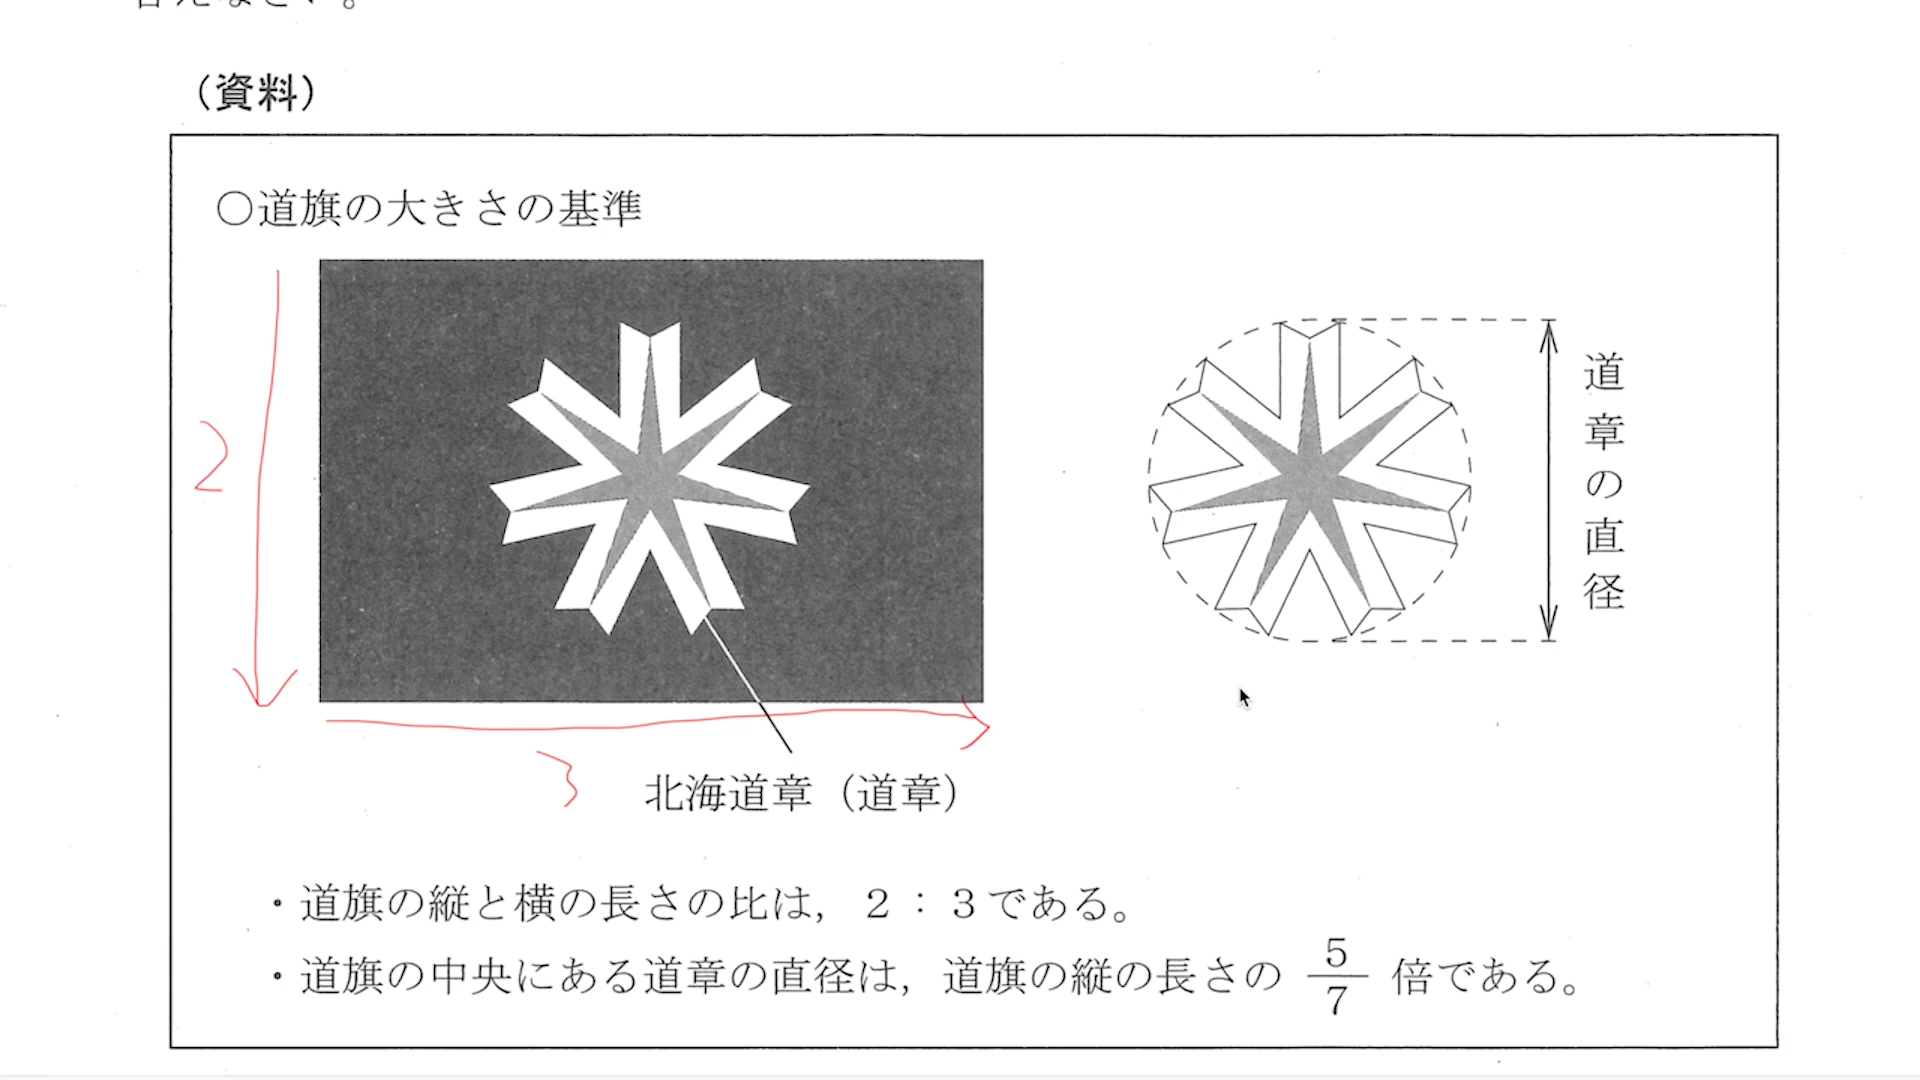 (資料)
○道旗の大きさの基準
2
3
道章の直径
北海道章（道章）
・道旗の縦と横の長さの比は，２：３である。
・道旗の中央にある道章の直径は，道旗の縦の長さの 5/7 倍である。